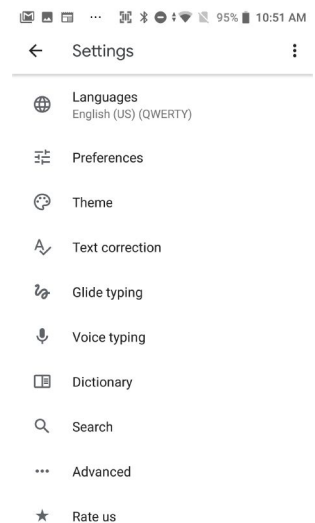 95% 10:51 AM
Settings
Languages
English (US) (QWERTY)
Preferences
Theme
Text correction
Glide typing
Voice typing
Dictionary
Search
Advanced
Rate us